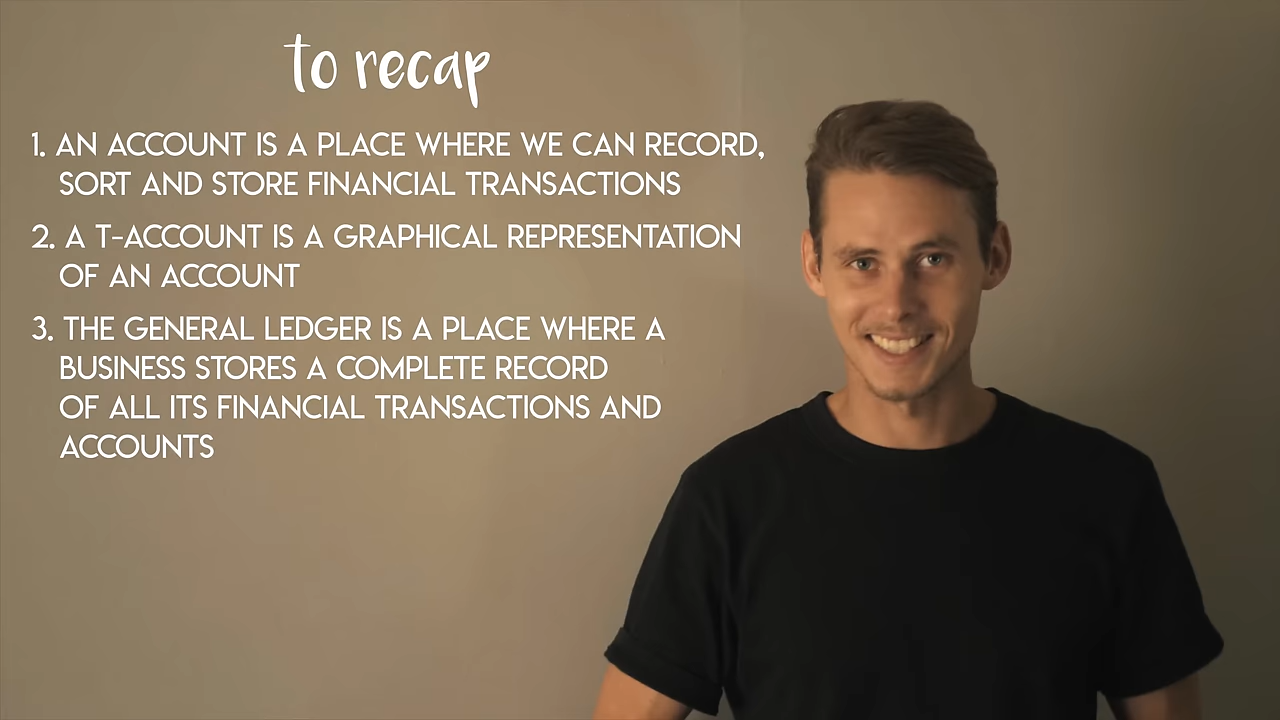 to recap
1. AN ACCOUNT IS A PLACE WHERE WE CAN RECORD,
SORT AND STORE FINANCIAL TRANSACTIONS
2. A T-ACCOUNT IS A GRAPHICAL REPRESENTATION
OF AN ACCOUNT
3. THE GENERAL LEDGER IS A PLACE WHERE A
BUSINESS STORES A COMPLETE RECORD
OF ALL ITS FINANCIAL TRANSACTIONS AND
ACCOUNTS